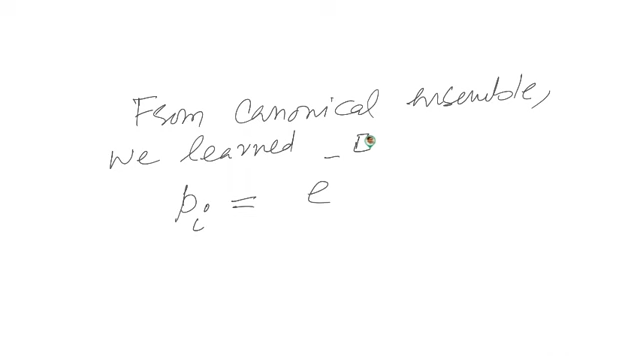 From canonical ensemble,
we learned
p_i = e^-